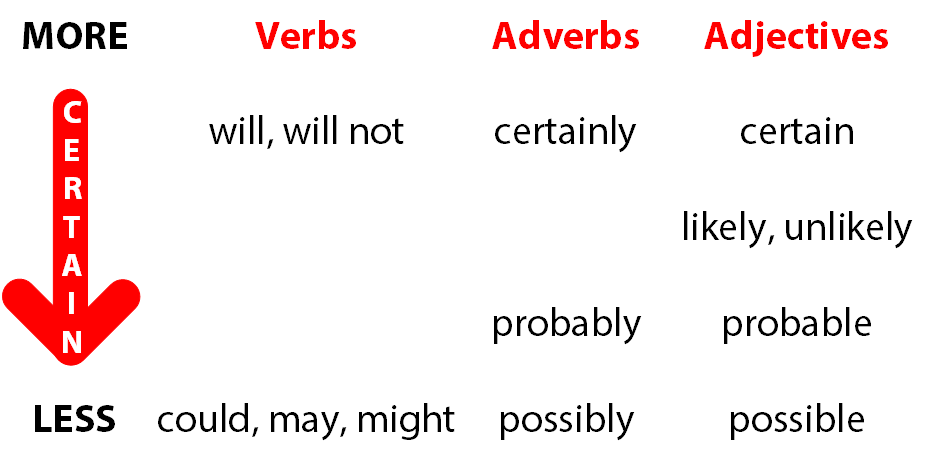 MORE Verbs Adverbs Adjectives
CERTAIN
will, will not certainly certain
likely, unlikely
probably probable
LESS could, may, might possibly possible